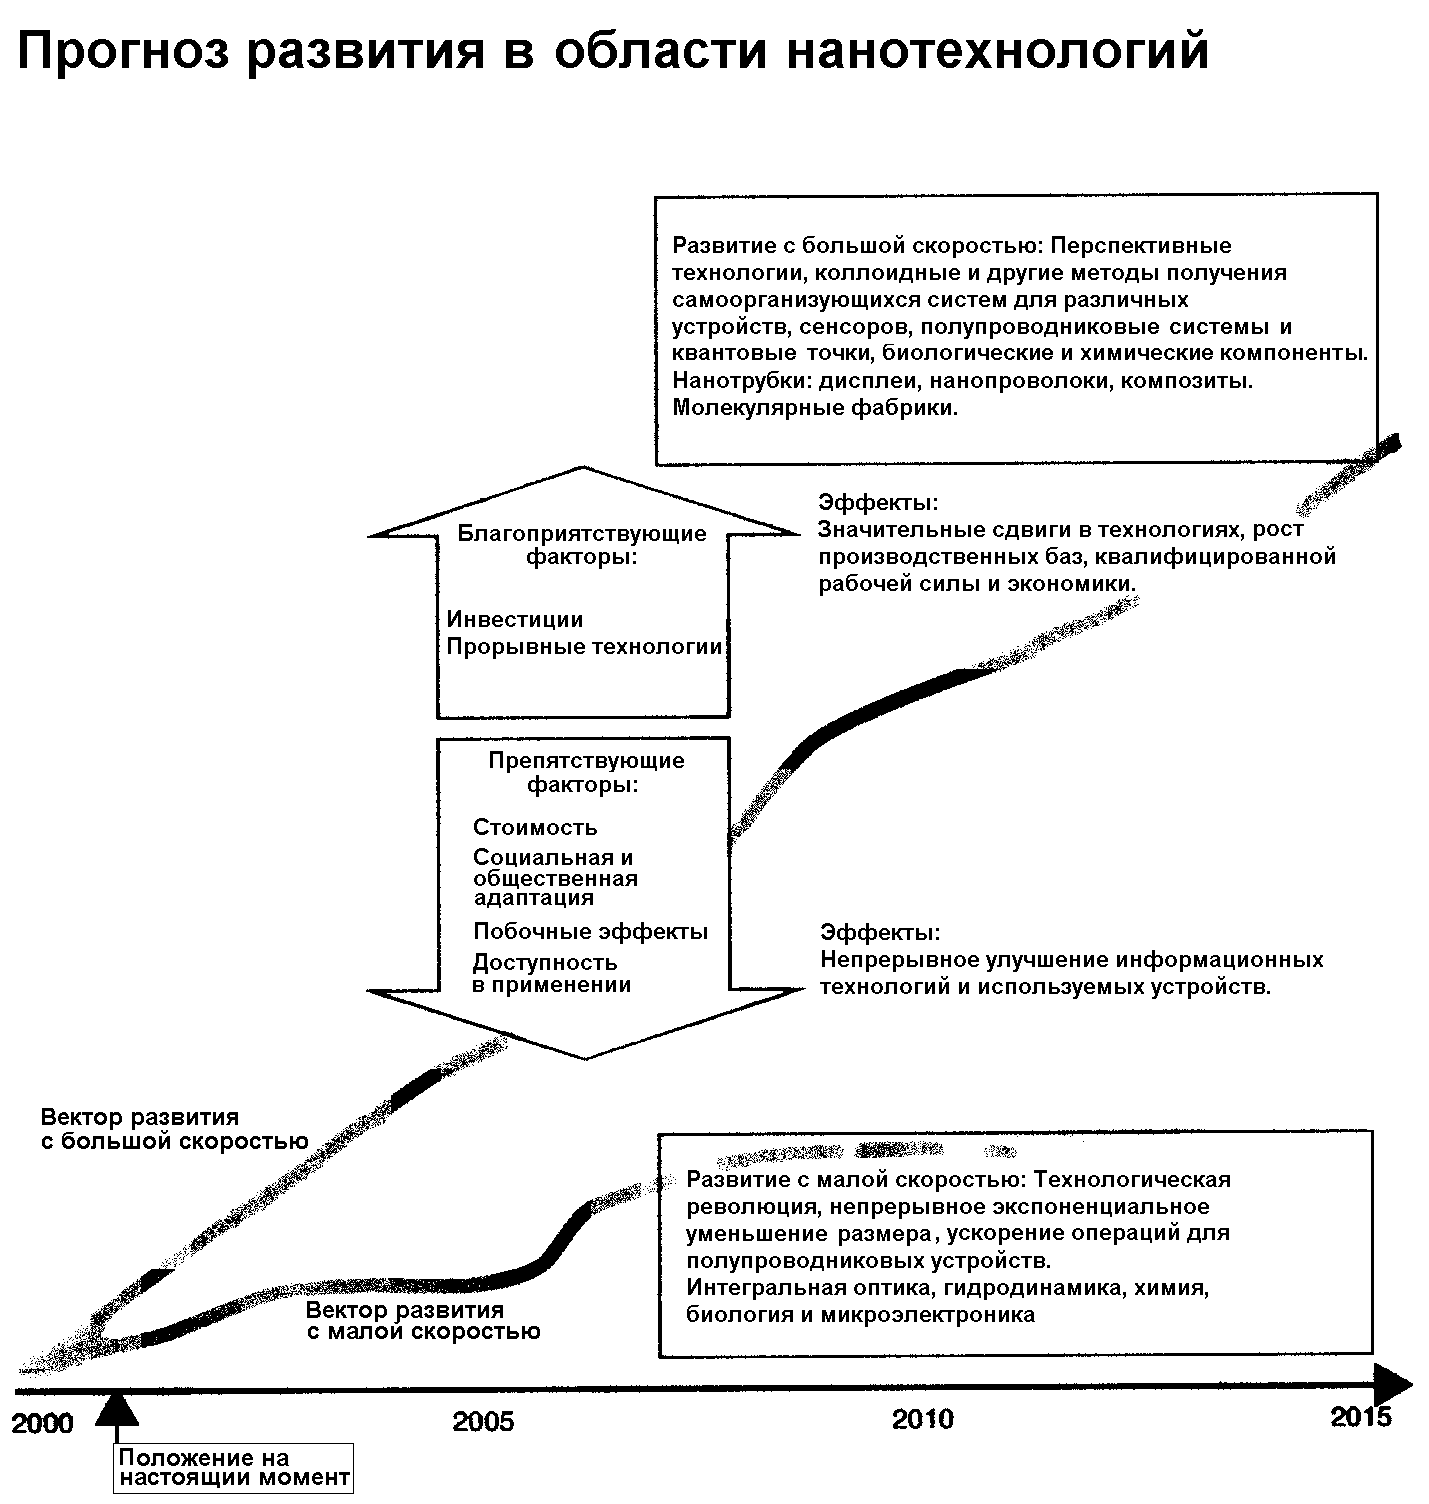 Прогноз развития в области нанотехнологий
Развитие с большой скоростью: Перспективные
технологии, коллоидные и другие методы получения
самоорганизующихся систем для различных
устройств, сенсоров, полупроводниковые системы и
квантовые точки, биологические и химические компоненты.
Нанотрубки: дисплеи, нанопроволоки, композиты.
Молекулярные фабрики.
Благоприятствующие
факторы:
Инвестиции
Прорывные технологии
Эффекты:
Значительные сдвиги в технологиях, рост
производственных баз, квалифицированной
рабочей силы и экономики.
Препятствующие
факторы:
Стоимость
Социальная и
общественная
адаптация
Побочные эффекты
Доступность
в применении
Эффекты:
Непрерывное улучшение информационных
технологий и используемых устройств.
Вектор развития
с большой скоростью
Развитие с малой скоростью: Технологическая
революция, непрерывное экспоненциальное
уменьшение размера, ускорение операций для
полупроводниковых устройств.
Интегральная оптика, гидродинамика, химия,
биология и микроэлектроника
Вектор развития
с малой скоростью
2000
2005
2010
2015
Положение на
настоящии момент